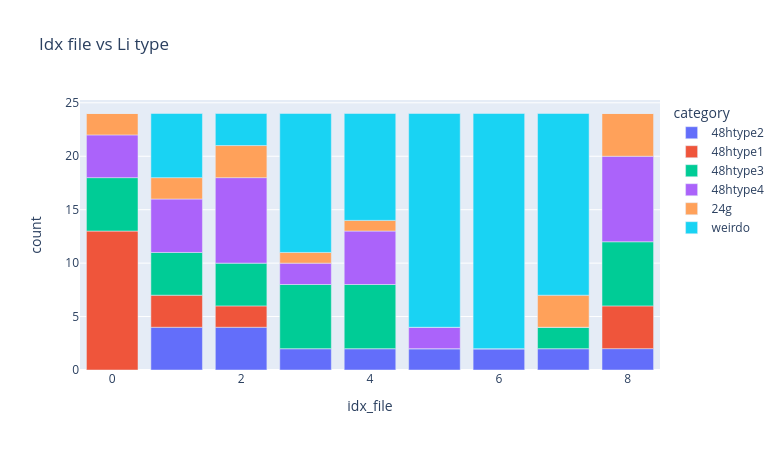 Idx file vs Li type
category
48htype2
48htype1
48htype3
48htype4
24g
weirdo
25
20
15
10
5
0
count
0 2 4 6 8
idx_file